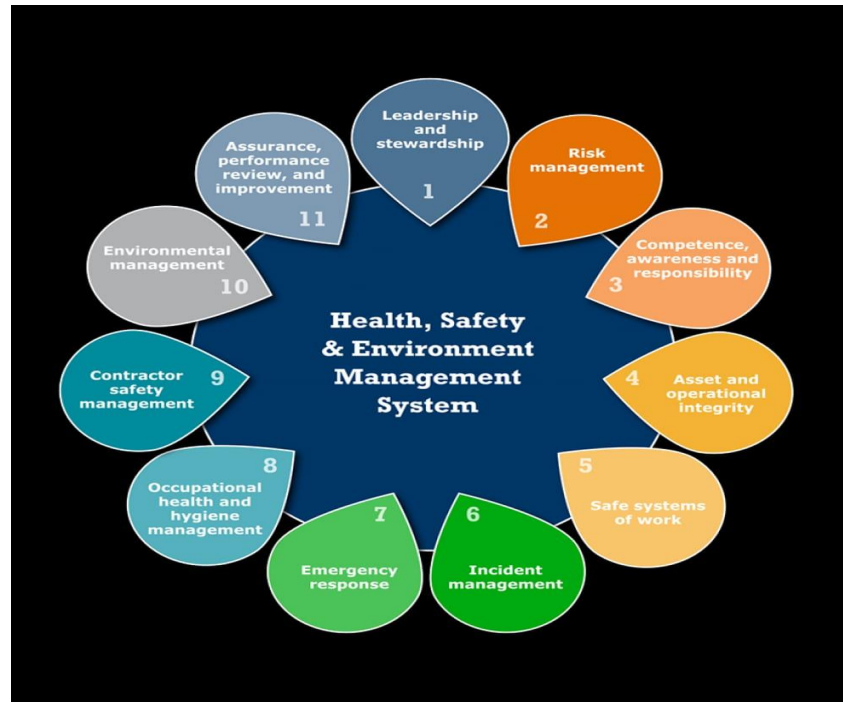 Health, Safety
& Environment
Management
System
Leadership
and
stewardship
1
Risk
management
2
Competence,
awareness and
responsibility
3
Asset and
operational
integrity
4
Safe systems
of work
5
Incident
management
6
Emergency
response
7
Occupational
health and
hygiene
management
8
Contractor
safety
management
9
Environmental
management
10
Assurance,
performance
review, and
improvement
11